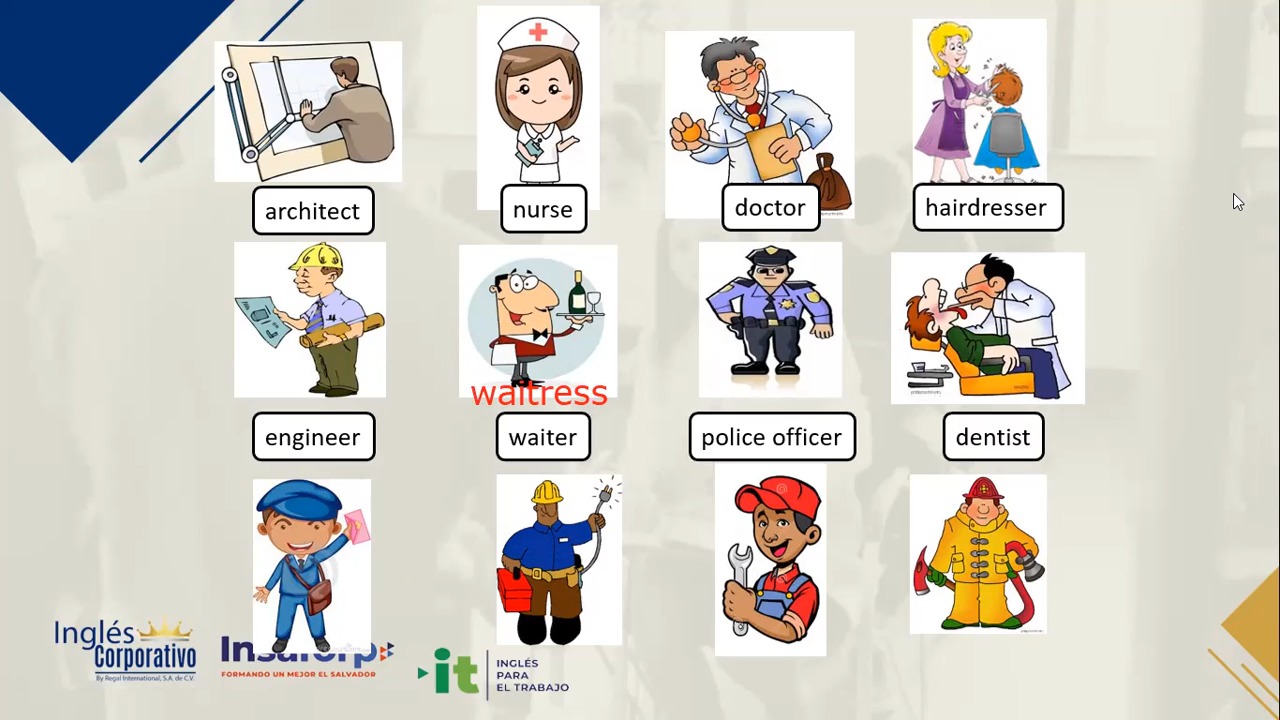 architect
nurse
doctor
hairdresser
waitress
engineer
waiter
police officer
dentist
Inglés
Corporativo
By Regal International, S.A. de C.V.
Insaforp
FORMANDO UN MEJOR EL SALVADOR
it
INGLÉS
PARA
EL TRABAJO